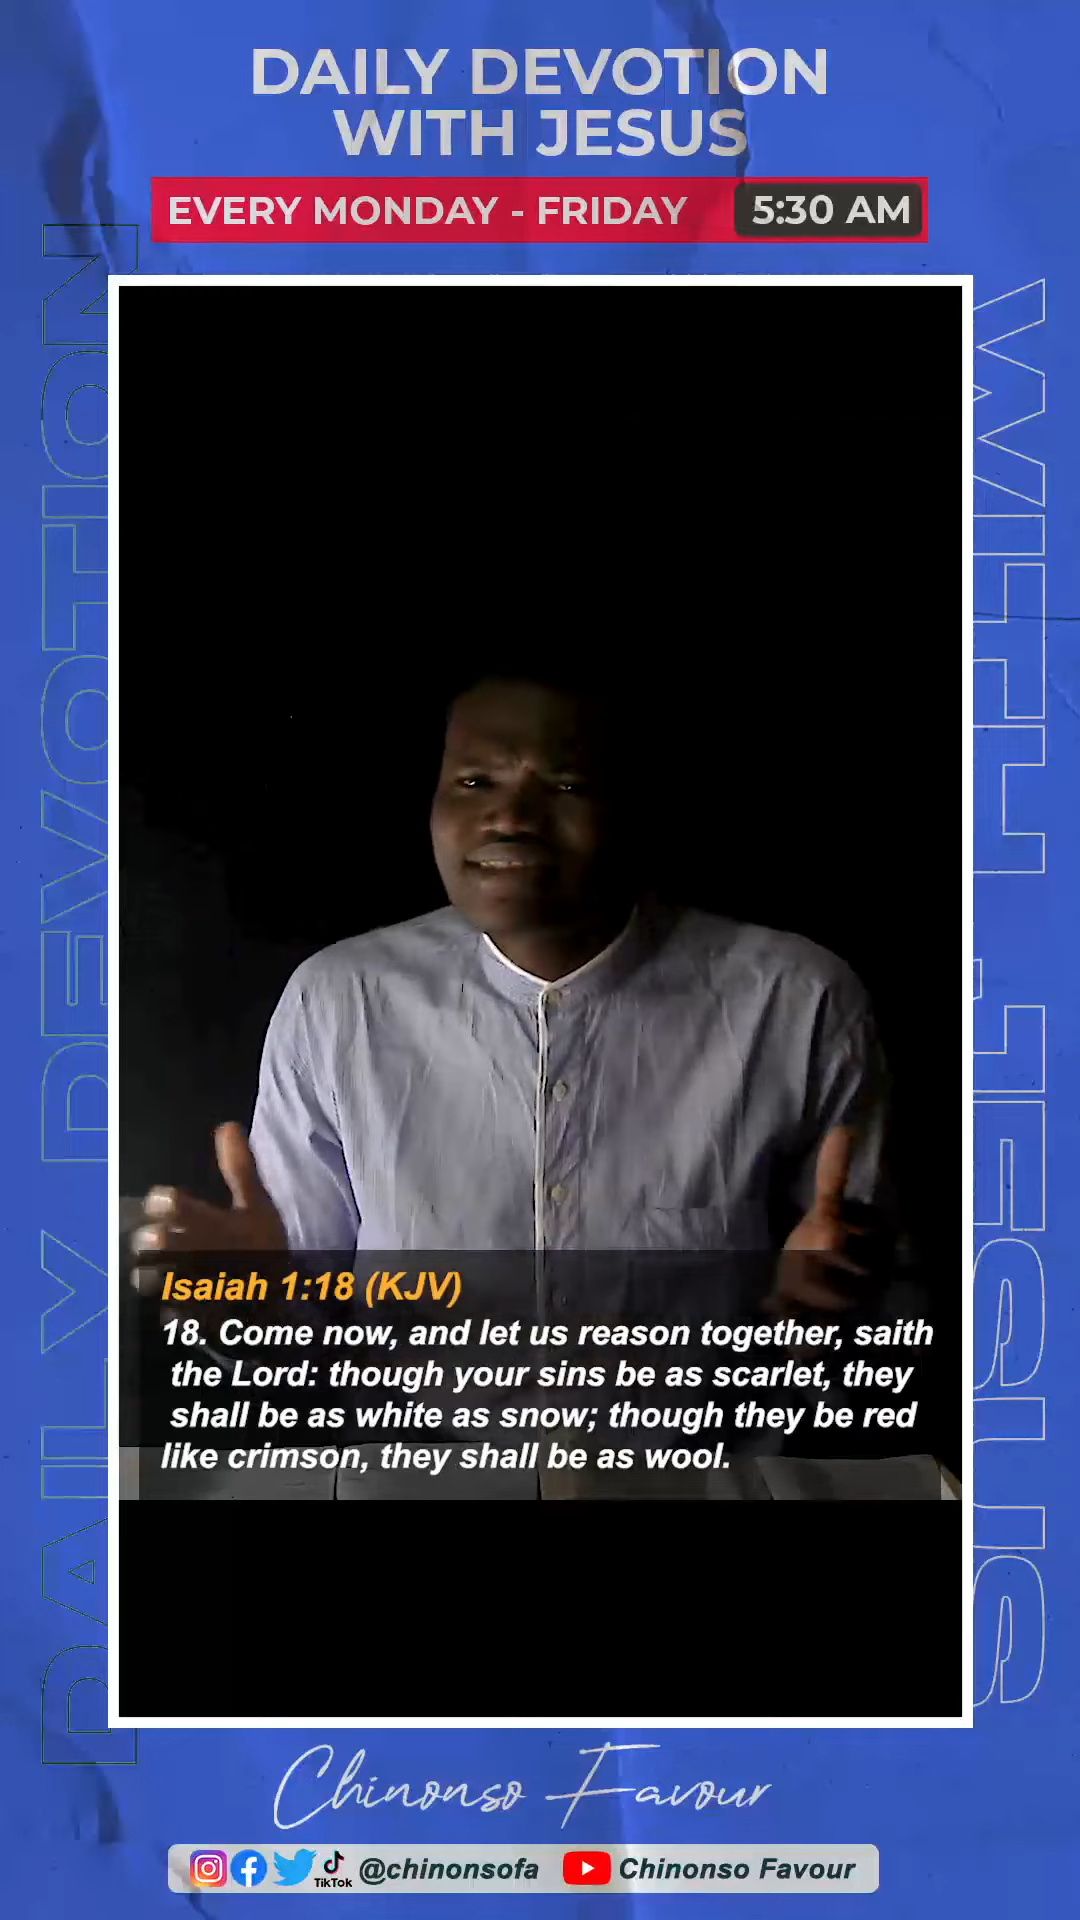 DAILY DEVOTION
WITH JESUS
EVERY MONDAY - FRIDAY 5:30 AM
DAILY DEVOTION
WITH JESUS
Isaiah 1:18 (KJV)
18. Come now, and let us reason together, saith
the Lord: though your sins be as scarlet, they
shall be as white as snow; though they be red
like crimson, they shall be as wool.
Chinonso Favour
TikTok @chinonsofa Chinonso Favour